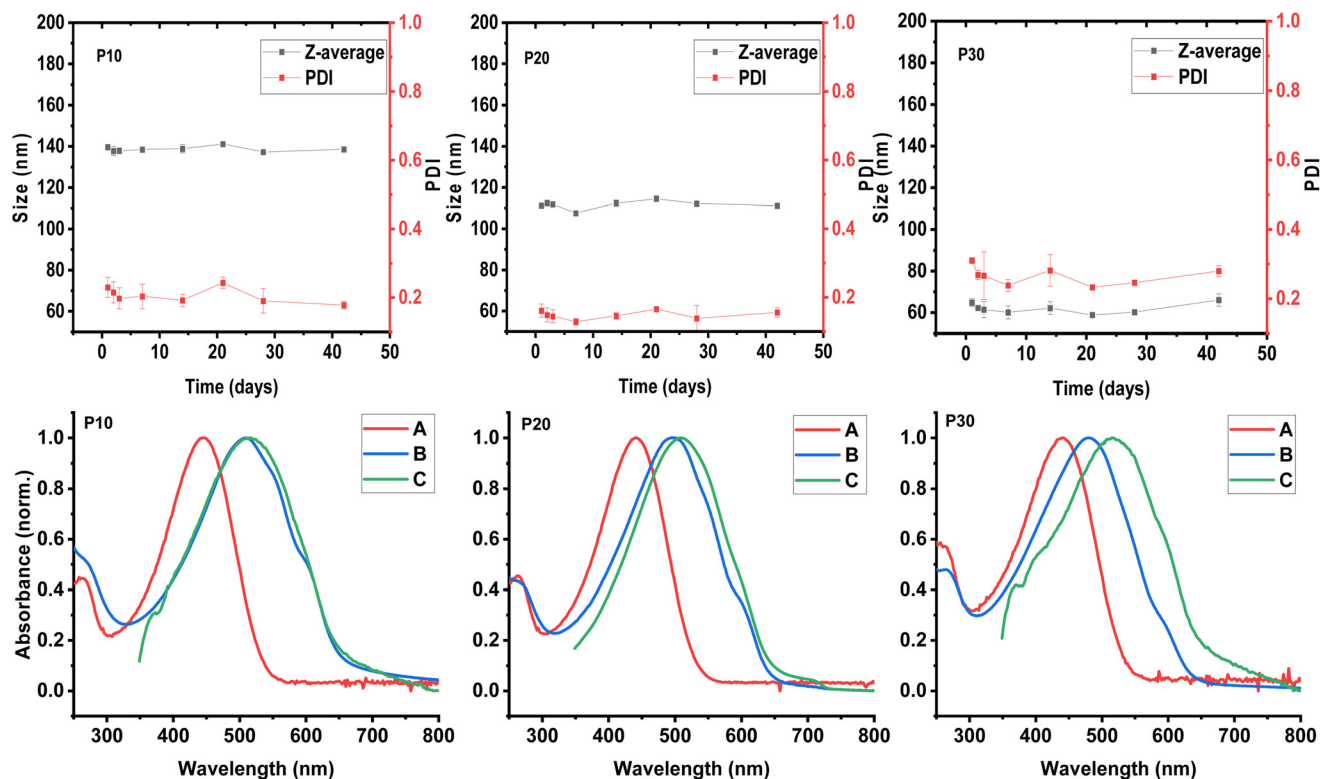 P10
Z-average
PDI
200
180
160
140
120
100
80
60
1.0
0.8
0.6
0.4
0.2
Size (nm)
PDI
0 10 20 30 40 50
Time (days)
P20
Z-average
PDI
200
180
160
140
120
100
80
60
1.0
0.8
0.6
0.4
0.2
Size (nm)
PDI
0 10 20 30 40 50
Time (days)
P30
Z-average
PDI
200
180
160
140
120
100
80
60
1.0
0.8
0.6
0.4
0.2
Size (nm)
PDI
0 10 20 30 40 50
Time (days)
P10
A
B
C
1.0
0.8
0.6
0.4
0.2
0.0
Absorbance (norm.)
300 400 500 600 700 800
Wavelength (nm)
P20
A
B
C
1.0
0.8
0.6
0.4
0.2
0.0
300 400 500 600 700 800
Wavelength (nm)
P30
A
B
C
1.0
0.8
0.6
0.4
0.2
0.0
300 400 500 600 700 800
Wavelength (nm)